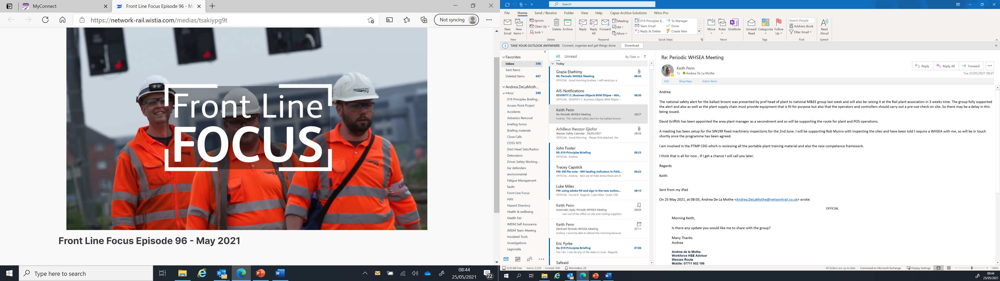 MyConnect
Front Line Focus Episode 96 - Ma
https://network-rail.wistia.com/medias/tsakiypg9t
Not syncing
Front Line
FOCUS
Front Line Focus Episode 96 - May 2021
Type here to search
08:44
25/05/2021
22
Search
File Home Send / Receive Folder View Help Capax Archive Solutions Nitro Pro
New Email
New Items
New
Ignore
Clean Up
Junk
Delete
Archive
Delete
Reply
Reply All
Forward
Meeting
IM
More
Respond
019 Principles B...
Team Email
Reply & Delete
To Manager
Done
Create New
Quick Steps
Move
Rules
OneNote
Move
Unread/ Read
Categorize
Follow Up
Tags
Search People
Address Book
Filter Email
Find
Read Aloud
Speech
TAKE YOUR OUTLOOK ANYWHERE Connect, organize and get things done Download
Favorites
Inbox 398
Sent Items
Deleted Items 447
Andrea.DeLaMoth...
Inbox 398
019 Principles Briefing...
Access Point Project
Accidents
Asbestos Removal
briefing forms
Briefing materials
Close Calls
COSS NTS
Dect Head Sets/Radios
Detonators
Driver Safety Working...
Ear defenders
environmental
Fatigue Management
faults
Front Line Focus
HAV
Hazard Directory
Health & wellbeing
Health Fair
IMDM Self Assurance
IMDM Team Meeting
Insulated Tools
Investigations
Legionella
All Unread By Date
Today
Grazia Elsehimy
RE: Periodic WHSEA Meeting 08:43
OFFICIAL Good morning Andrea, I will send you a
AIS-Notifications
SEVERITY 2 | Business Objects BIIM Ellipse – 804... 08:30
OFFICIAL SEVERITY 2 Business Objects BIIM Ellipse –
Keith Penn
Re: Periodic WHSEA Meeting 08:27
Andrea The national safety alert for the ballast broom
Achilleus Iheozor-Ejiofor
Wessex Safety Calendar 24/05/2021 08:26
OFFICIAL Good Morning, Please find attached the
John Foster
RE: 019 Principles Briefing 08:23
OFFICIAL Andrea,
Tracey Capstick
FW: SM file note - MH leading indicators in PAIS... 08:22
OFFICIAL Andrea, Best we let folks know these are in
Luke Miles
FW: using adobe fill and sign in the new outloo... 08:15
OFFICIAL Found it Regards Luke Miles Outer CRE
Keith Penn
Automatic reply: Periodic WHSEA Meeting 08:04
I am out of the office on site and visiting suppliers
Keith Penn
Declined: Periodic WHSEA Meeting 07:11
Andrea I wont be able to attend this morning because
Eric Pyrke
Re: 019 Principles Briefing 07:06
Yes I do. I can do any of the dates in June. Regards
Safeaid
Re: Periodic WHSEA Meeting
Keith Penn
To Andrea De La Mothe
Reply Reply All Forward
Tue 25/05/2021 08:27
EAS Bing Maps Action Items
Andrea
The national safety alert for the ballast broom was presented by prof head of plant to national M&EE group last week and will also be raising it at the Rail plant association in 3 weeks time. The group fully supported
the alert and also as well as the plant supply chain must provide equipment that is fit for purpose but also that the operators and controllers should carry out a pre-use check on site. So there may be a delay in this
being issued.
David Griffith has been appointed the area plant manager as a secondment and so will be supporting the route for plant and POS operations.
A meeting has been setup for the SIN199 fixed machinery inspections for the 2nd June. I will be supporting Rob Munro with inspecting the sites and have been told I require a WHSEA with me, so will be in touch
shortly once the programme has been agreed.
I am involved in the PTMP CDG which is reviewing all the portable plant training material and also the new competence framework.
I think that is all for now . If I get a chance I will call you later.
Regards
Keith
Sent from my iPad
On 25 May 2021, at 08:03, Andrea De La Mothe <Andrea.DeLaMothe@networkrail.co.uk> wrote:
OFFICIAL
Morning Keith,
Is there any update you would like me to share with the group?
Many Thanks
Andrea
Andrea de la Mothe
Workforce HSE Advisor
Wessex Route
Mobile: 07711 602 186
22.8 GB Free Items: 2,259 Unread: 398 Reminders: 25
All folders are up to date. Connected to: Microsoft Exchange Display Settings 100%
08:44
25/05/2021